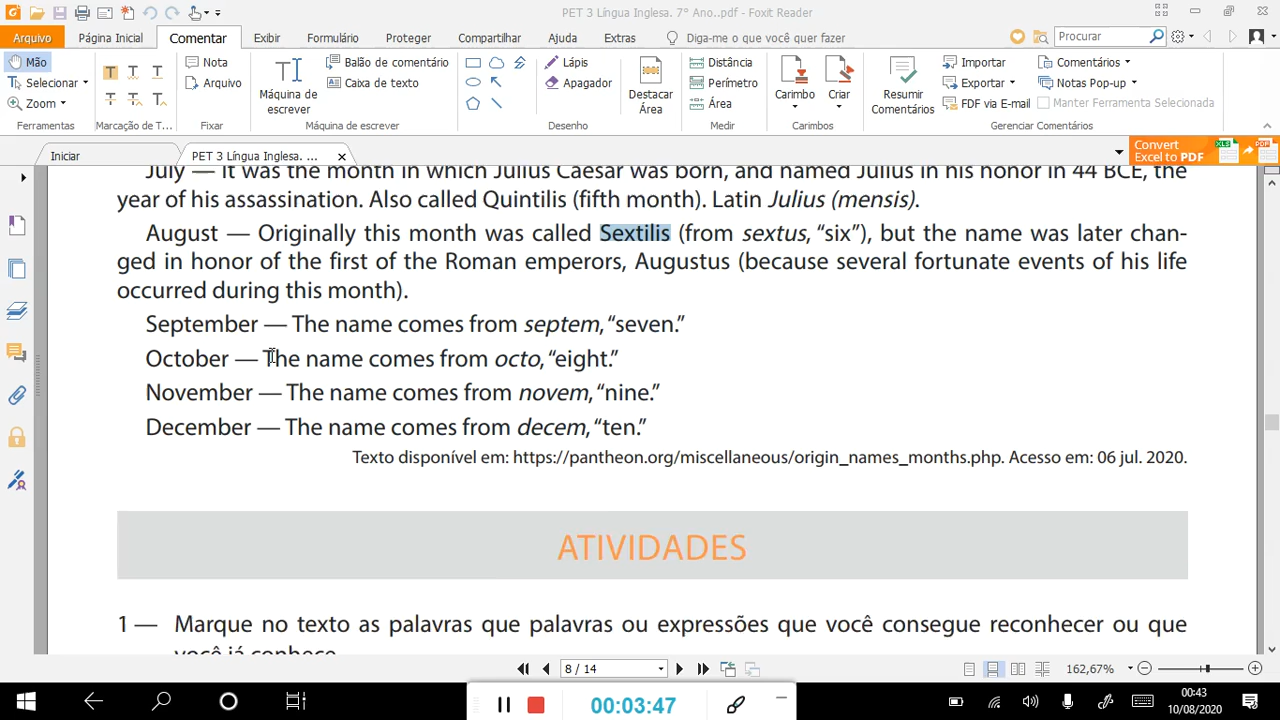 PET 3 Língua Inglesa. 7° Ano..pdf - Foxit Reader
Arquivo Página Inicial Comentar Exibir Formulário Proteger Compartilhar Ajuda Extras Diga-me o que você quer fazer Procurar
Mão
Selecionar
Zoom
Ferramentas
Marcação de T...
Nota
Arquivo
Fixar
Máquina de
escrever
Balão de comentário
Caixa de texto
Máquina de escrever
Lápis
Apagador
Desenho
Destacar
Área
Distância
Perímetro
Área
Medir
Carimbo
Criar
Carimbos
Resumir
Comentários
Importar
Exportar
FDF via E-mail
Comentários
Notas Pop-up
Manter Ferramenta Selecionada
Gerenciar Comentários
Iniciar
PET 3 Língua Inglesa. ...
Convert
Excel to PDF
XLS
PDF
July — It was the month in which Julius Caesar was born, and named Julius in his honor in 44 BCE, the
year of his assassination. Also called Quintilis (fifth month). Latin Julius (mensis).
August — Originally this month was called Sextilis (from sextus, “six”), but the name was later chan-
ged in honor of the first of the Roman emperors, Augustus (because several fortunate events of his life
occurred during this month).
September — The name comes from septem, “seven.”
October — The name comes from octo, “eight.”
November — The name comes from novem, “nine.”
December — The name comes from decem, “ten.”
Texto disponível em: https://pantheon.org/miscellaneous/origin_names_months.php. Acesso em: 06 jul. 2020.
ATIVIDADES
1 — Marque no texto as palavras que palavras ou expressões que você consegue reconhecer ou que
você já conhece.
8 / 14
162,67%
00:03:47
00:43
10/08/2020